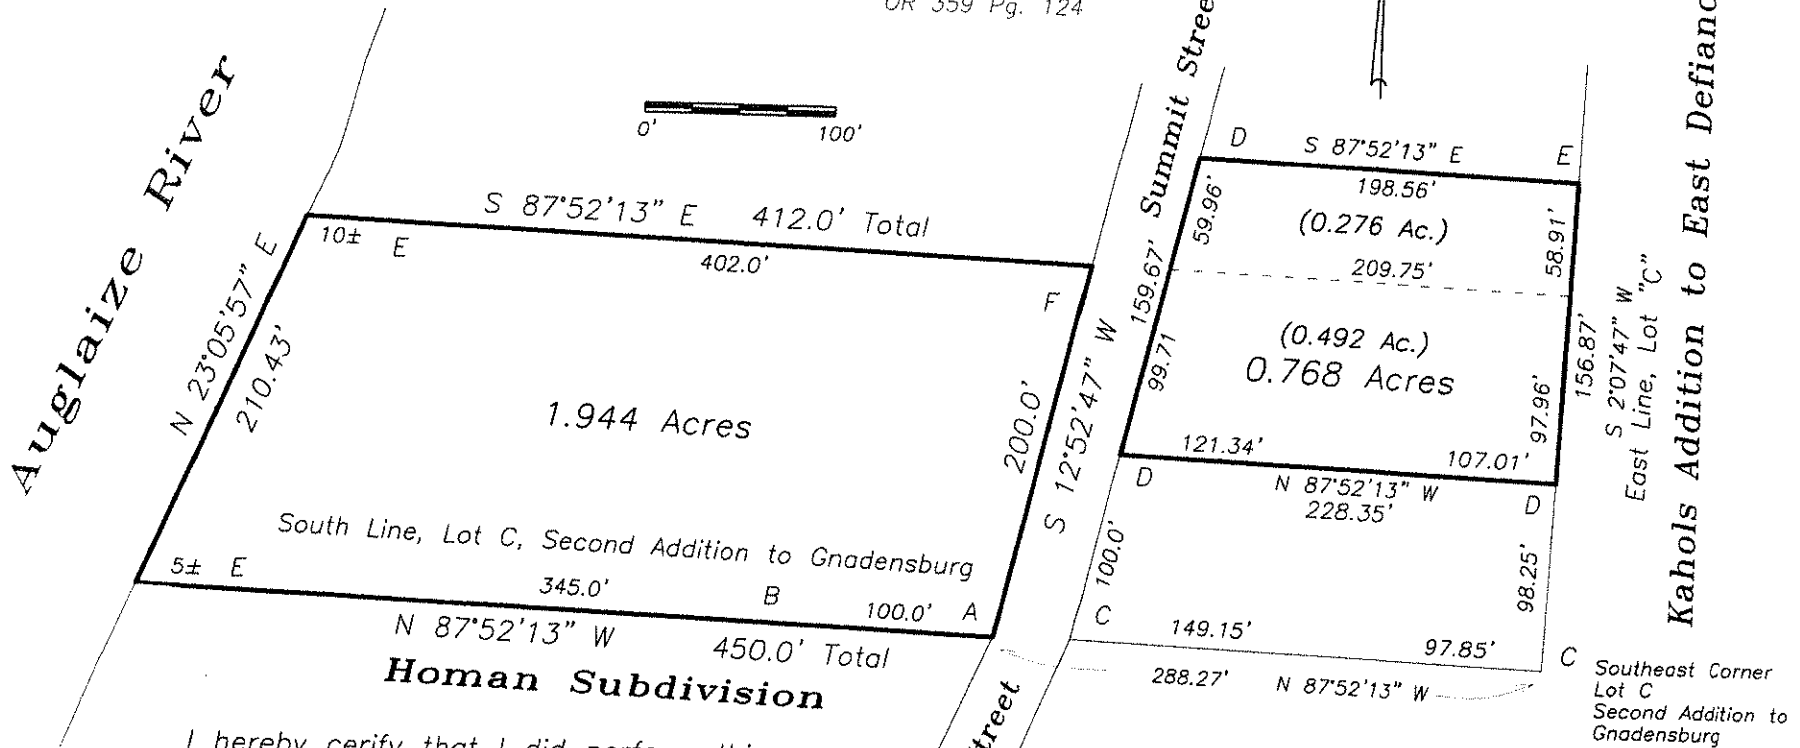 OR 359 Pg. 124
Auglaize River
0' 100'
S 87°52'13" E 412.0' Total
10± E
402.0'
F
N 23°05'57" E
210.43'
1.944 Acres
200.0'
S 12°52'47" W
South Line, Lot C, Second Addition to Gnadensburg
5± E
345.0'
B
100.0' A
N 87°52'13" W
450.0' Total
Homan Subdivision
I hereby cerify that I did
Summit
159.67'
D S 87°52'13" E E
198.56'
59.96'
(0.276 Ac.)
58.91'
209.75'
(0.492 Ac.)
0.768 Acres
99.71
97.96'
156.87'
S 2°07'47" W
East Line, Lot "C"
Kahols Addition to East
121.34' 107.01'
D N 87°52'13" W D
228.35'
100.0'
98.25'
C
149.15' 97.85'
C
288.27' N 87°52'13" W
Southeast Corner
Lot C
Second Addition to
Gnadensburg